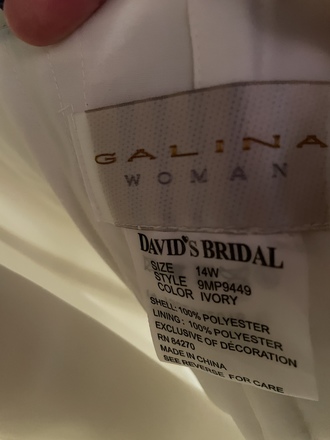 GALINA
WOMAN
DAVID'S BRIDAL
SIZE 14W
STYLE 9MP9449
COLOR IVORY
SHELL: 100% POLYESTER
LINING: 100% POLYESTER
EXCLUSIVE OF DECORATION
RN 84270
MADE IN CHINA
SEE REVERSE FOR CARE